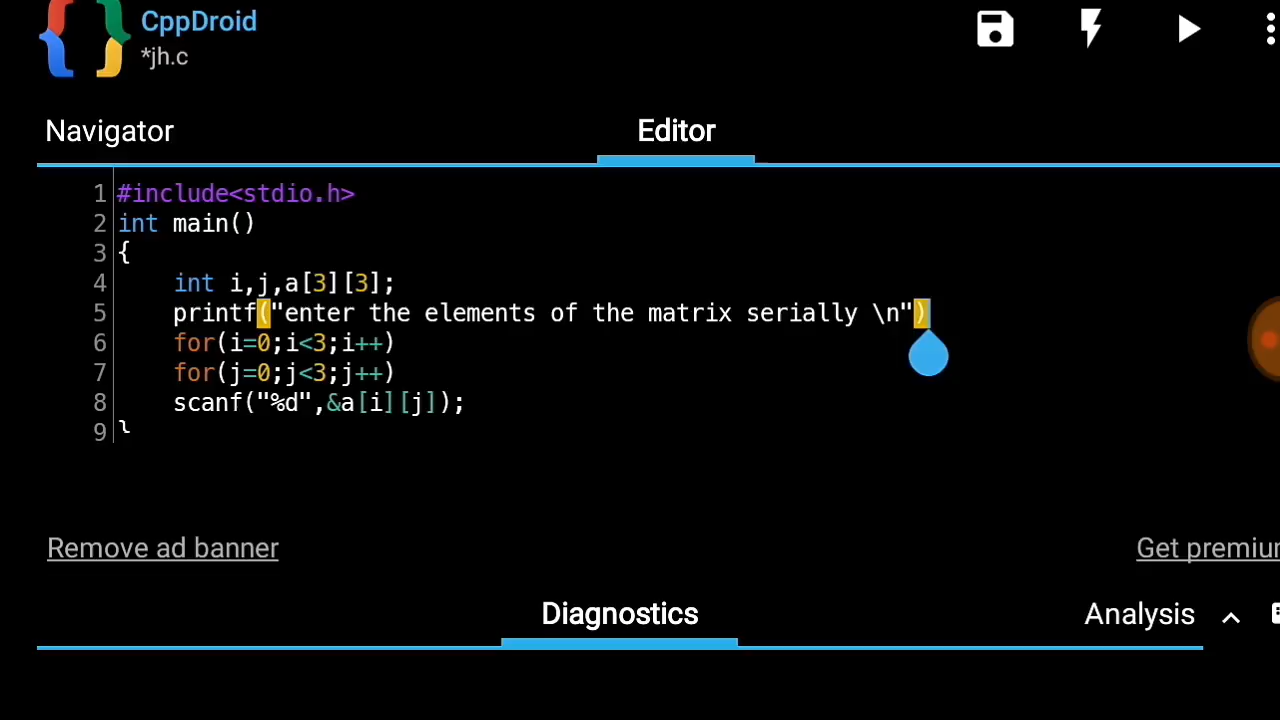 CppDroid
*jh.c
Navigator
Editor
1 #include<stdio.h>
2 int main()
3 {
4     int i,j,a[3][3];
5     printf("enter the elements of the matrix serially \n")
6     for(i=0;i<3;i++)
7     for(j=0;j<3;j++)
8     scanf("%d",&a[i][j]);
9 }
Remove ad banner
Get premiu
Diagnostics
Analysis